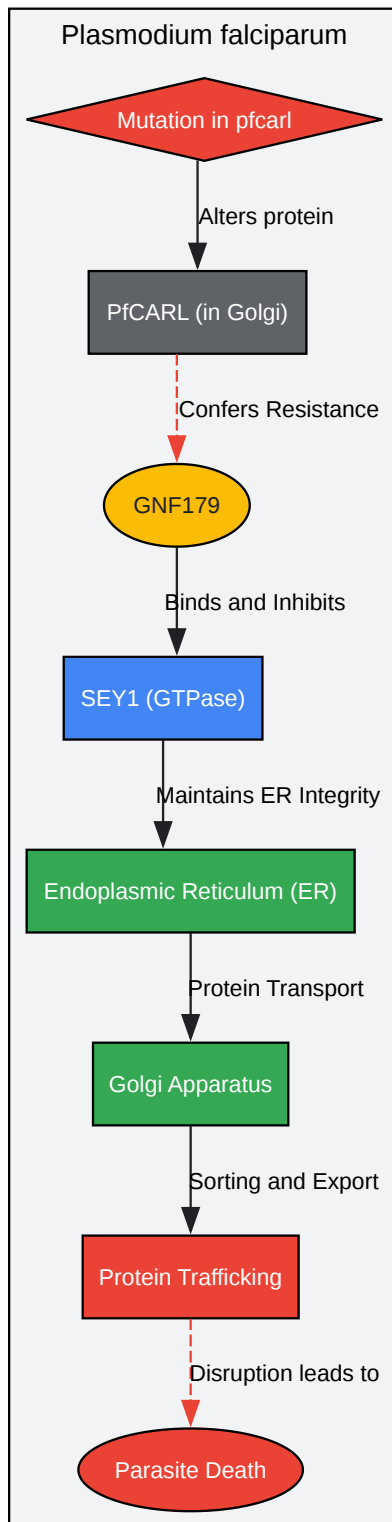 Plasmodium falciparum
Mutation in pfcarl
Alters protein
PfCARL (in Golgi)
Confers Resistance
GNF179
Binds and Inhibits
SEY1 (GTPase)
Maintains ER Integrity
Endoplasmic Reticulum (ER)
Protein Transport
Golgi Apparatus
Sorting and Export
Protein Trafficking
Disruption leads to
Parasite Death